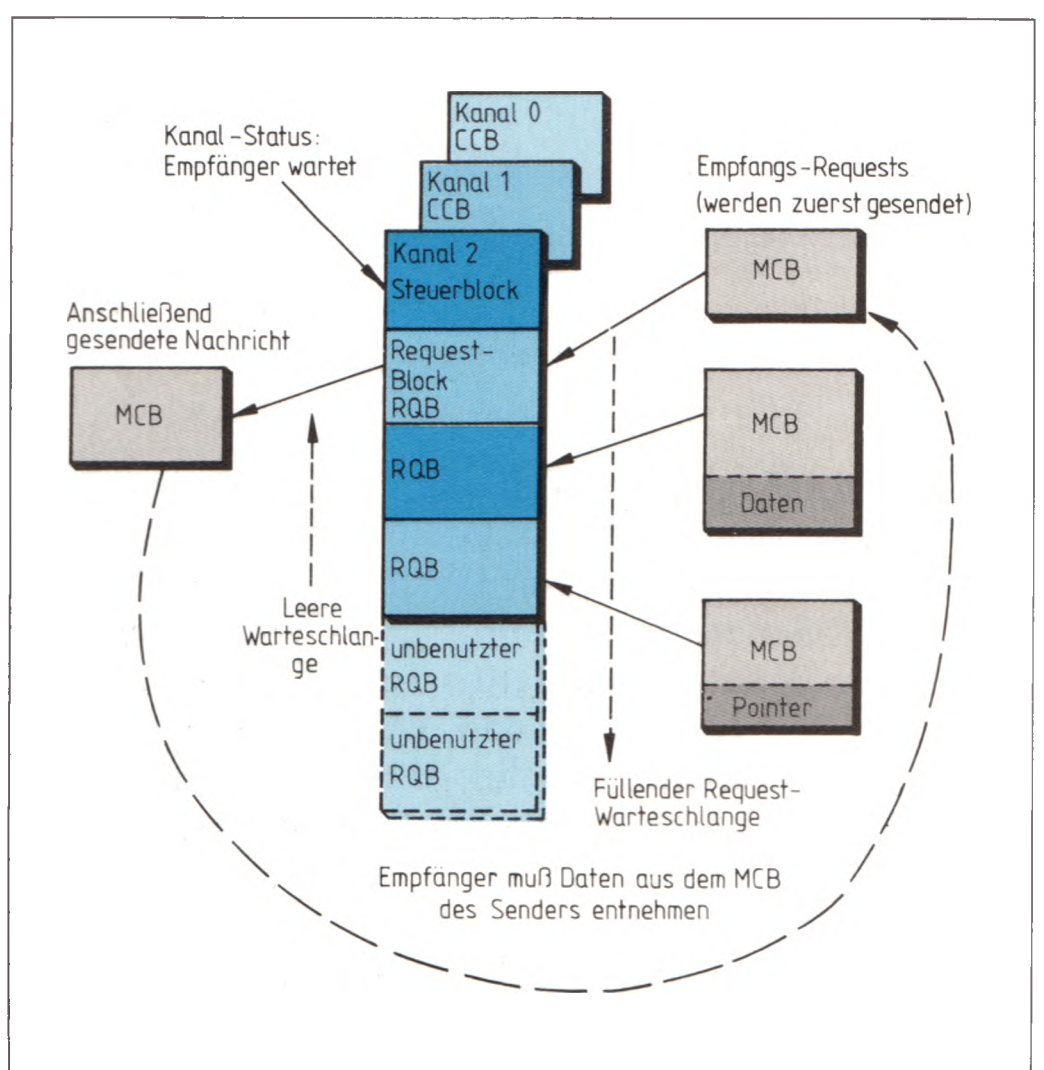 Kanal 0
CCB
Kanal-Status:
Empfänger wartet
Kanal 1
CCB
Empfangs-Requests
(werden zuerst gesendet)
Kanal 2
Steuerblock
MCB
Anschließend
gesendete Nachricht
Request-
Block
RQB
MCB
MCB
Daten
RQB
RQB
Leere
Warteschlan-
ge
MCB
Pointer
unbenutzter
RQB
unbenutzter
RQB
Füllender Request-
Warteschlange
Empfänger muß Daten aus dem MCB
des Senders entnehmen